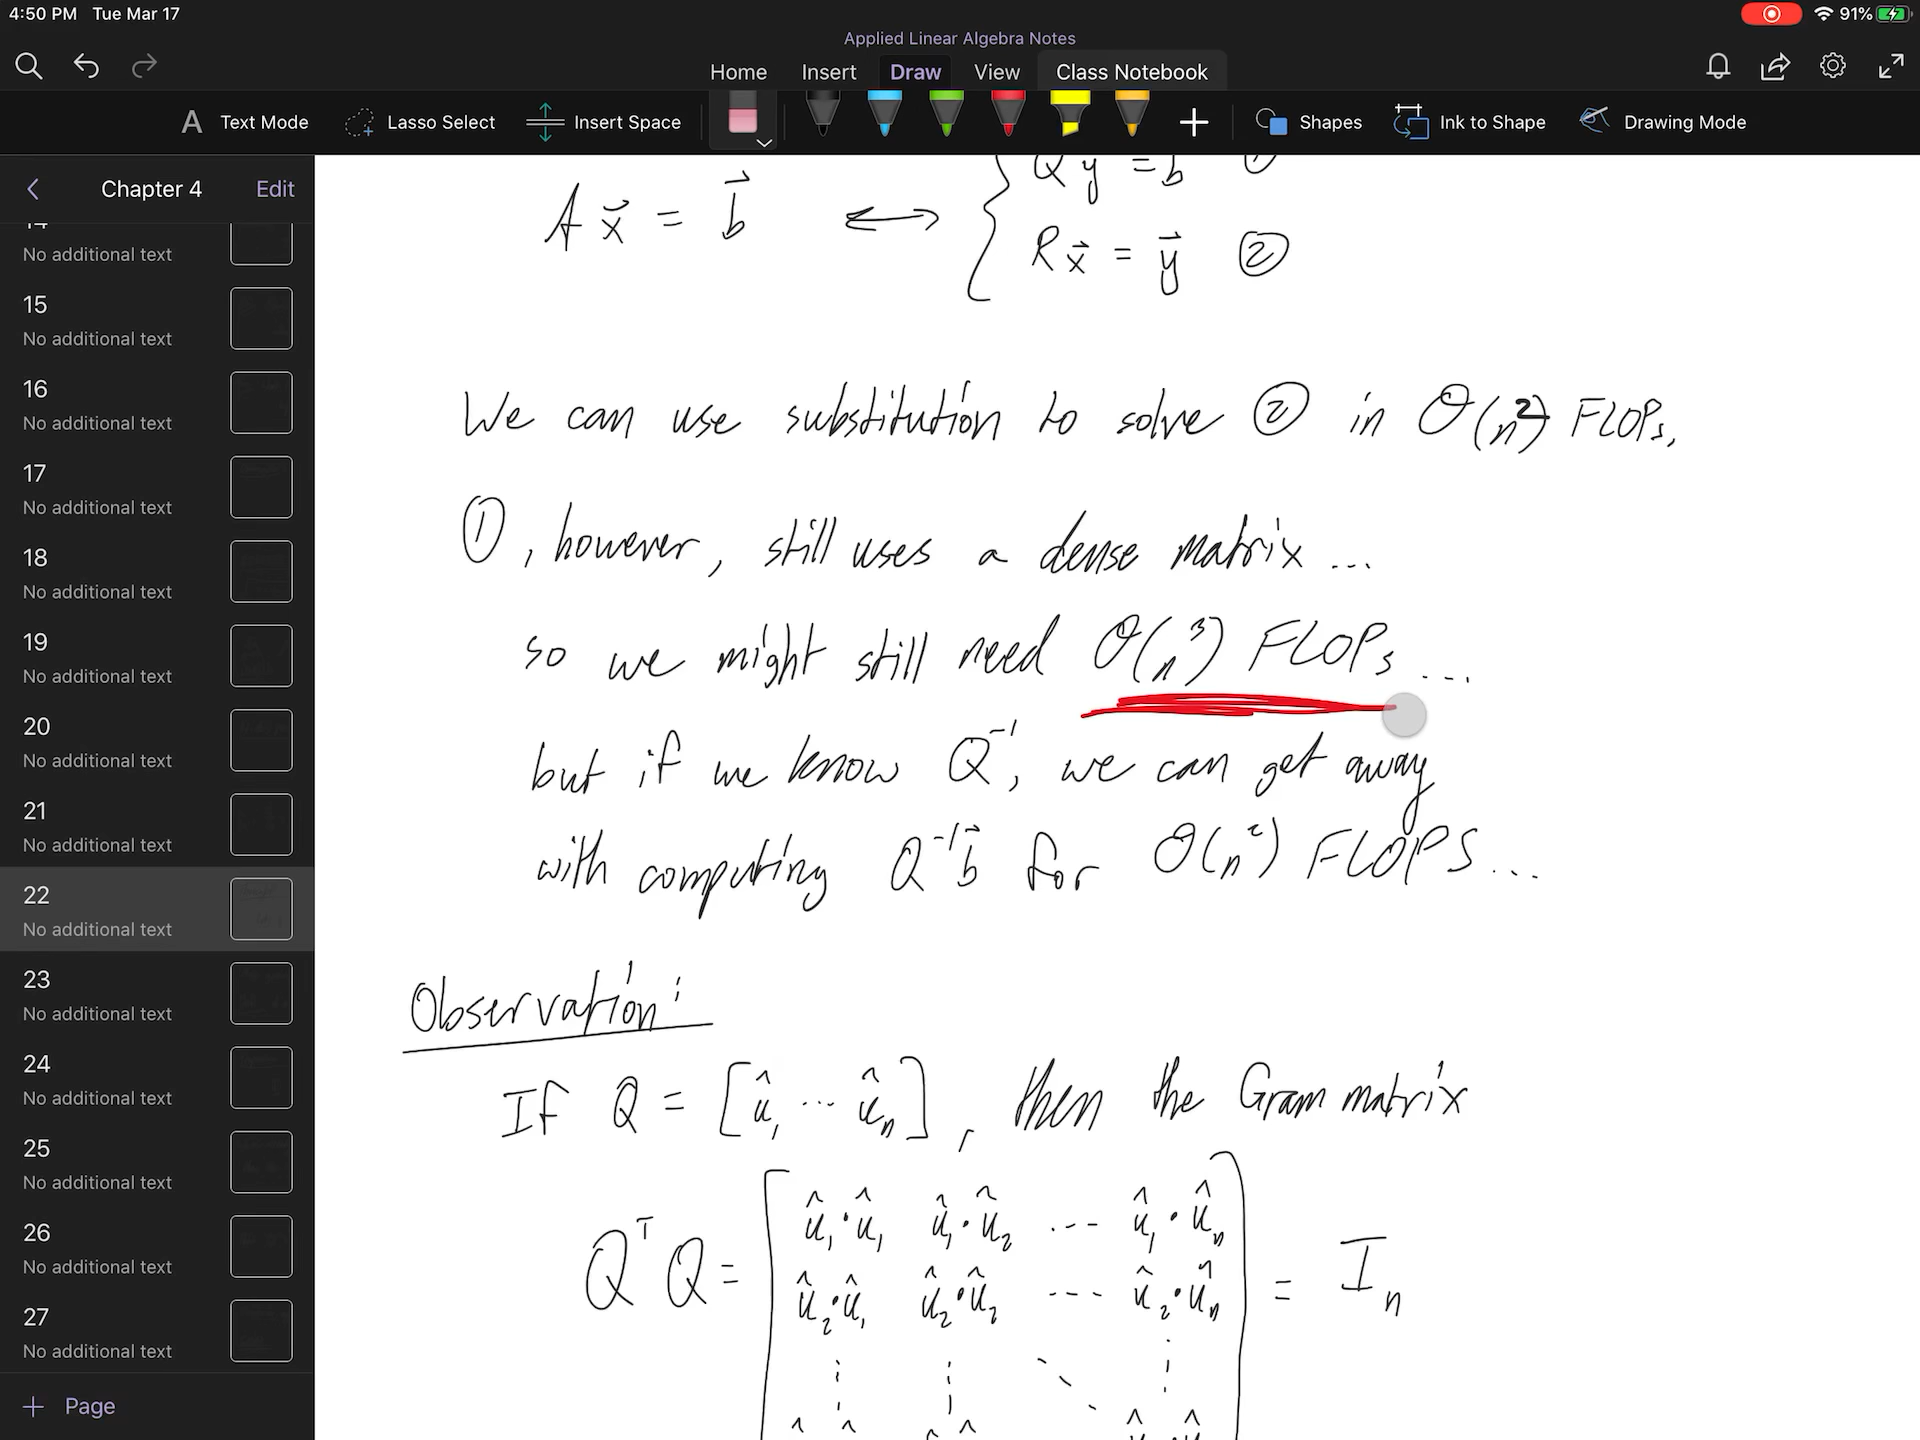 4:50 PM Tue Mar 17
91%
Applied Linear Algebra Notes
Home Insert Draw View Class Notebook
Text Mode Lasso Select Insert Space Shapes Ink to Shape Drawing Mode
Chapter 4 Edit
14
No additional text
15
No additional text
16
No additional text
17
No additional text
18
No additional text
19
No additional text
20
No additional text
21
No additional text
22
No additional text
23
No additional text
24
No additional text
25
No additional text
26
No additional text
27
No additional text
+ Page
Q y = b ①
A x⃗ = b⃗ ↔ {
R x⃗ = y⃗ ②
We can use substitution to solve ② in O(n²) FLOPs,
①, however, still uses a dense matrix ...
so we might still need O(n³) FLOPs ...
but if we know Q⁻¹, we can get away
with computing Q⁻¹b⃗ for O(n²) FLOPS ...
Observation:
If Q = [û₁ ... ûₙ], then the Gram matrix
QᵀQ = [ û₁·û₁ û₁·û₂ ... û₁·ûₙ
û₂·û₁ û₂·û₂ ... û₂·ûₙ ] = Iₙ